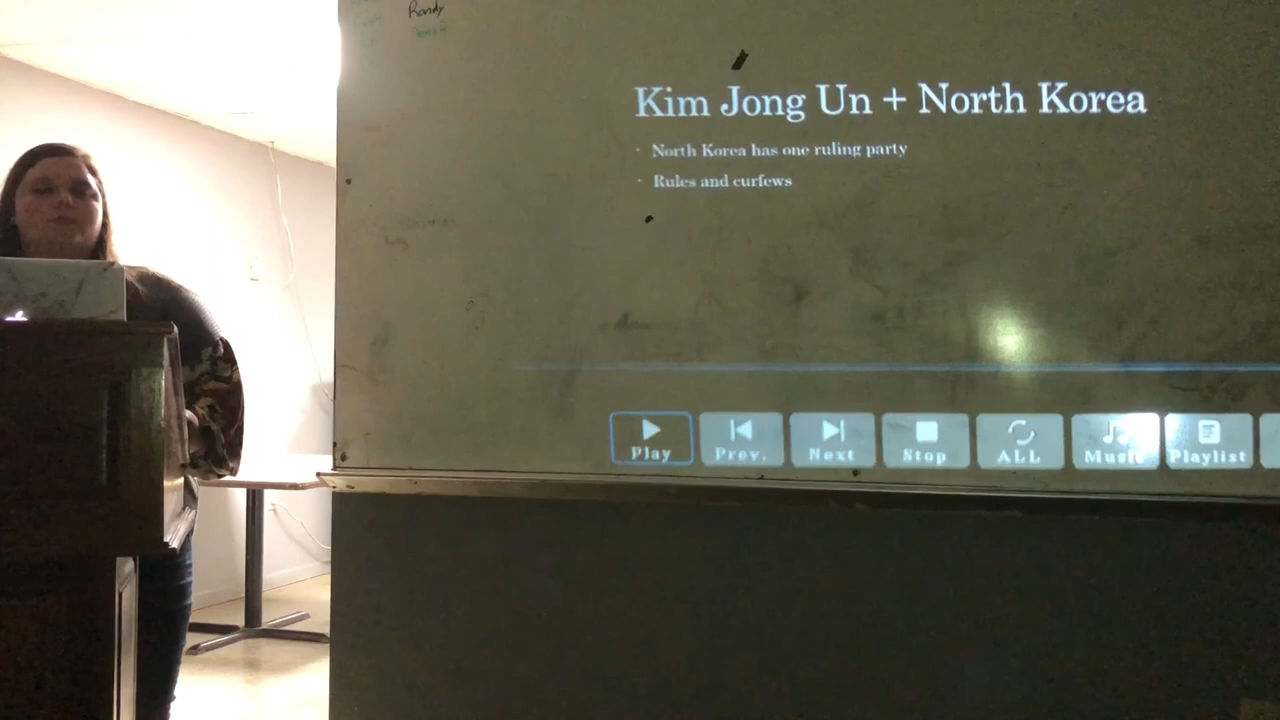 Randy
Kim Jong Un + North Korea
· North Korea has one ruling party
· Rules and curfews
Play
Prev.
Next
Stop
ALL
Music
Playlist